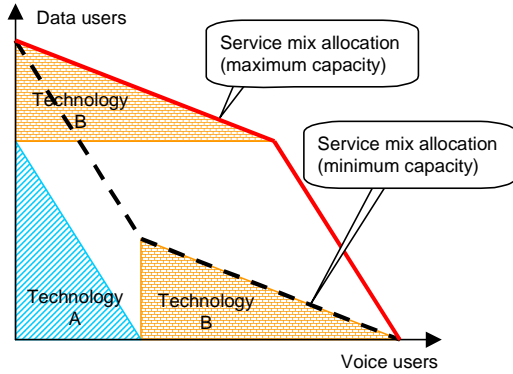 Data users
Service mix allocation
(maximum capacity)
Technology
B
Service mix allocation
(minimum capacity)
Technology
A
Technology
B
Voice users